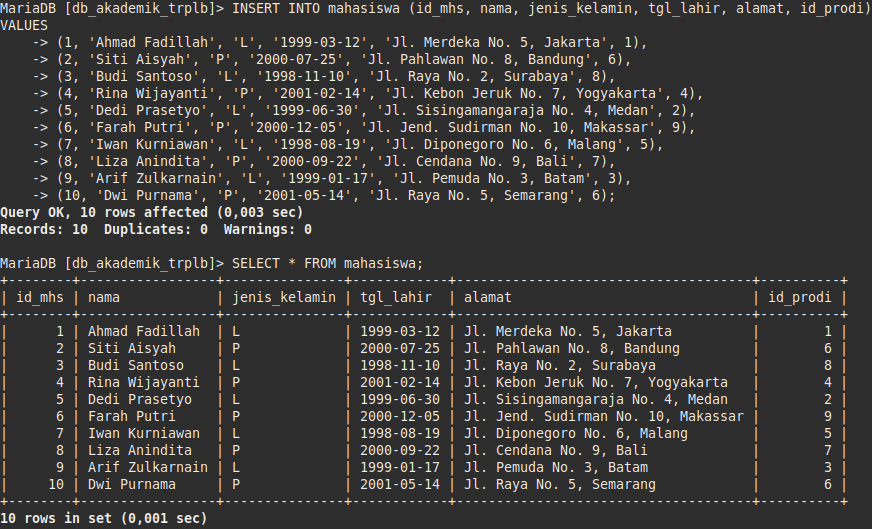 MariaDB [db_akademik_trplb]> INSERT INTO mahasiswa (id_mhs, nama, jenis_kelamin, tgl_lahir, alamat, id_prodi)
VALUES
    -> (1, 'Ahmad Fadillah', 'L', '1999-03-12', 'Jl. Merdeka No. 5, Jakarta', 1),
    -> (2, 'Siti Aisyah', 'P', '2000-07-25', 'Jl. Pahlawan No. 8, Bandung', 6),
    -> (3, 'Budi Santoso', 'L', '1998-11-10', 'Jl. Raya No. 2, Surabaya', 8),
    -> (4, 'Rina Wijayanti', 'P', '2001-02-14', 'Jl. Kebon Jeruk No. 7, Yogyakarta', 4),
    -> (5, 'Dedi Prasetyo', 'L', '1999-06-30', 'Jl. Sisingamangaraja No. 4, Medan', 2),
    -> (6, 'Farah Putri', 'P', '2000-12-05', 'Jl. Jend. Sudirman No. 10, Makassar', 9),
    -> (7, 'Iwan Kurniawan', 'L', '1998-08-19', 'Jl. Diponegoro No. 6, Malang', 5),
    -> (8, 'Liza Anindita', 'P', '2000-09-22', 'Jl. Cendana No. 9, Bali', 7),
    -> (9, 'Arif Zulkarnain', 'L', '1999-01-17', 'Jl. Pemuda No. 3, Batam', 3),
    -> (10, 'Dwi Purnama', 'P', '2001-05-14', 'Jl. Raya No. 5, Semarang', 6);
Query OK, 10 rows affected (0,003 sec)
Records: 10  Duplicates: 0  Warnings: 0

MariaDB [db_akademik_trplb]> SELECT * FROM mahasiswa;
+--------+-----------------+---------------+------------+-------------------------------------+----------+
| id_mhs | nama            | jenis_kelamin | tgl_lahir  | alamat                              | id_prodi |
+--------+-----------------+---------------+------------+-------------------------------------+----------+
|      1 | Ahmad Fadillah  | L             | 1999-03-12 | Jl. Merdeka No. 5, Jakarta          |        1 |
|      2 | Siti Aisyah     | P             | 2000-07-25 | Jl. Pahlawan No. 8, Bandung         |        6 |
|      3 | Budi Santoso    | L             | 1998-11-10 | Jl. Raya No. 2, Surabaya            |        8 |
|      4 | Rina Wijayanti  | P             | 2001-02-14 | Jl. Kebon Jeruk No. 7, Yogyakarta   |        4 |
|      5 | Dedi Prasetyo   | L             | 1999-06-30 | Jl. Sisingamangaraja No. 4, Medan   |        2 |
|      6 | Farah Putri     | P             | 2000-12-05 | Jl. Jend. Sudirman No. 10, Makassar |        9 |
|      7 | Iwan Kurniawan  | L             | 1998-08-19 | Jl. Diponegoro No. 6, Malang        |        5 |
|      8 | Liza Anindita   | P             | 2000-09-22 | Jl. Cendana No. 9, Bali             |        7 |
|      9 | Arif Zulkarnain | L             | 1999-01-17 | Jl. Pemuda No. 3, Batam             |        3 |
|     10 | Dwi Purnama     | P             | 2001-05-14 | Jl. Raya No. 5, Semarang            |        6 |
+--------+-----------------+---------------+------------+-------------------------------------+----------+
10 rows in set (0,001 sec)